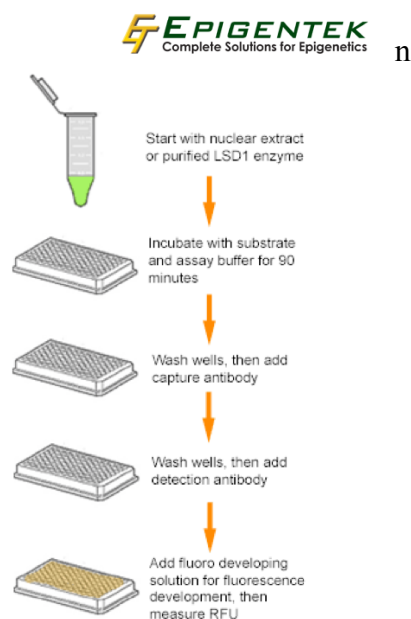 EPIGENTEK
Complete Solutions for Epigenetics
n
Start with nuclear extract
or purified LSD1 enzyme
Incubate with substrate
and assay buffer for 90
minutes
Wash wells, then add
capture antibody
Wash wells, then add
detection antibody
Add fluoro developing
solution for fluorescence
development, then
measure RFU